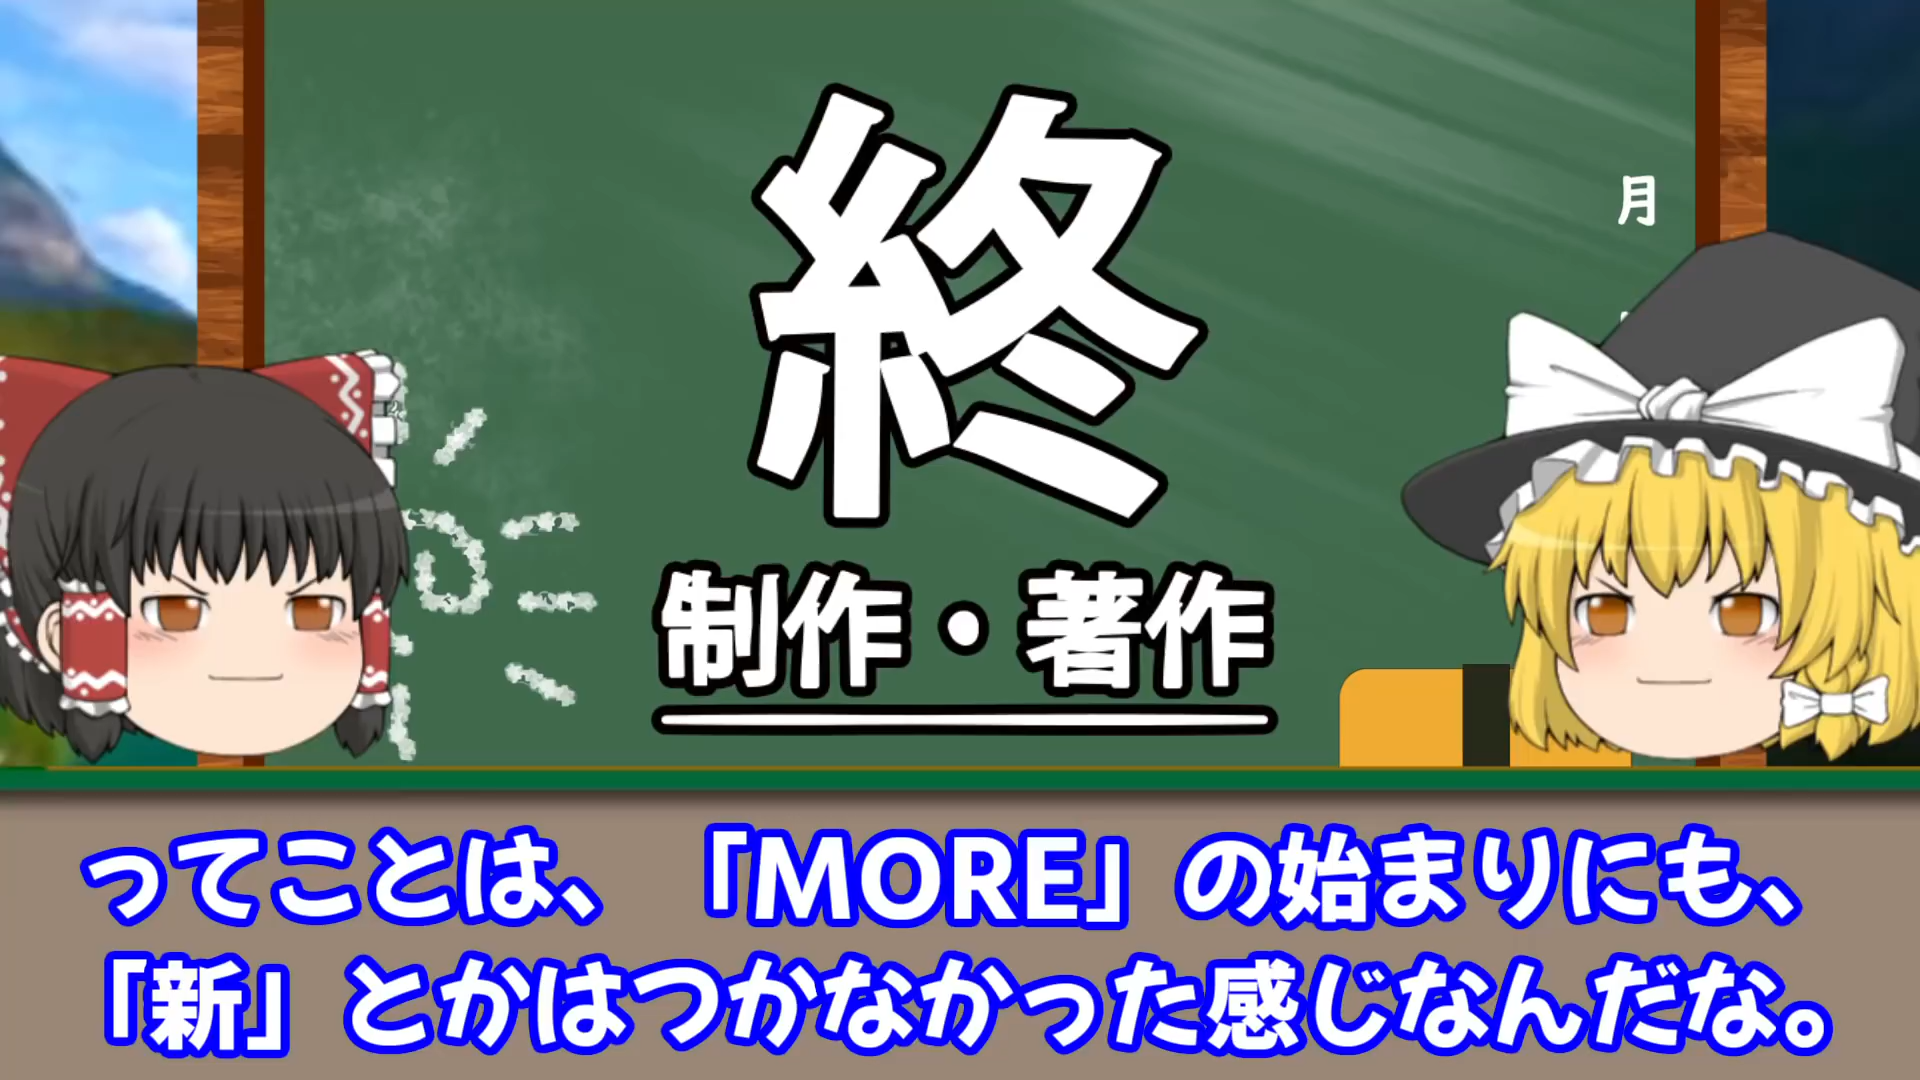 終
制作・著作
月
ってことは、「MORE」の始まりにも、
「新」とかはつかなかった感じなんだな。